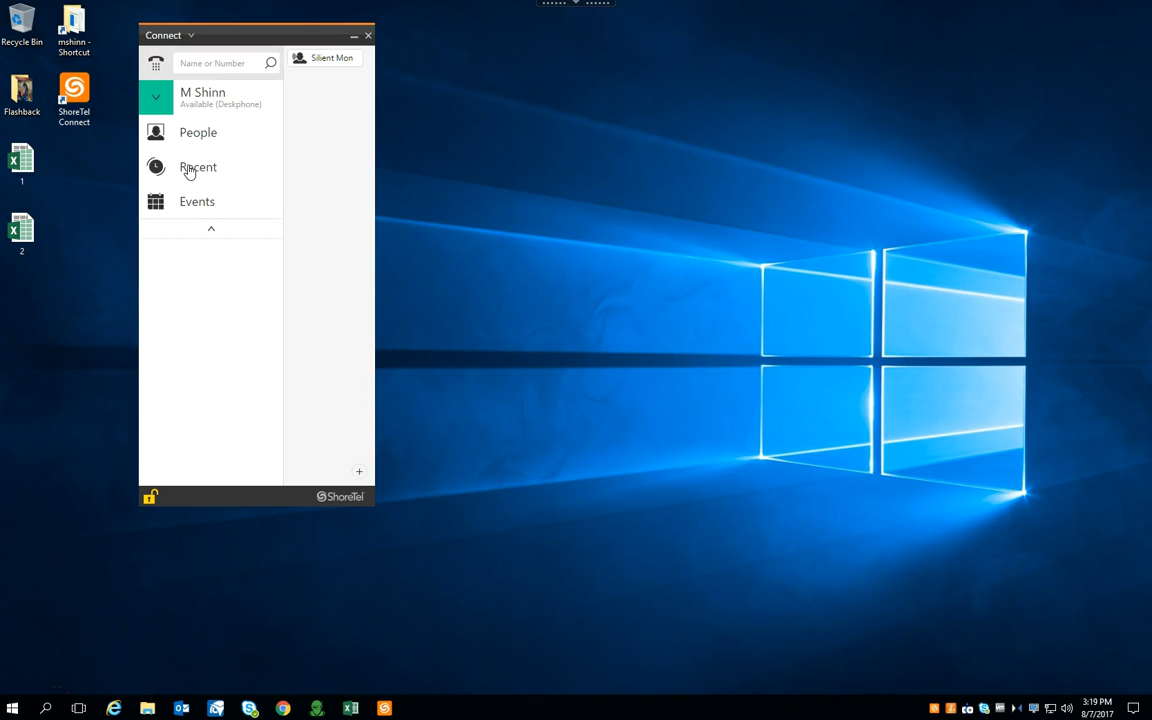 Recycle Bin
mshinn -
Shortcut
Flashback
ShoreTel
Connect
1
2
Connect
Name or Number
Silient Mon
M Shinn
Available (Deskphone)
People
Recent
Events
ShoreTel
3:19 PM
8/7/2017